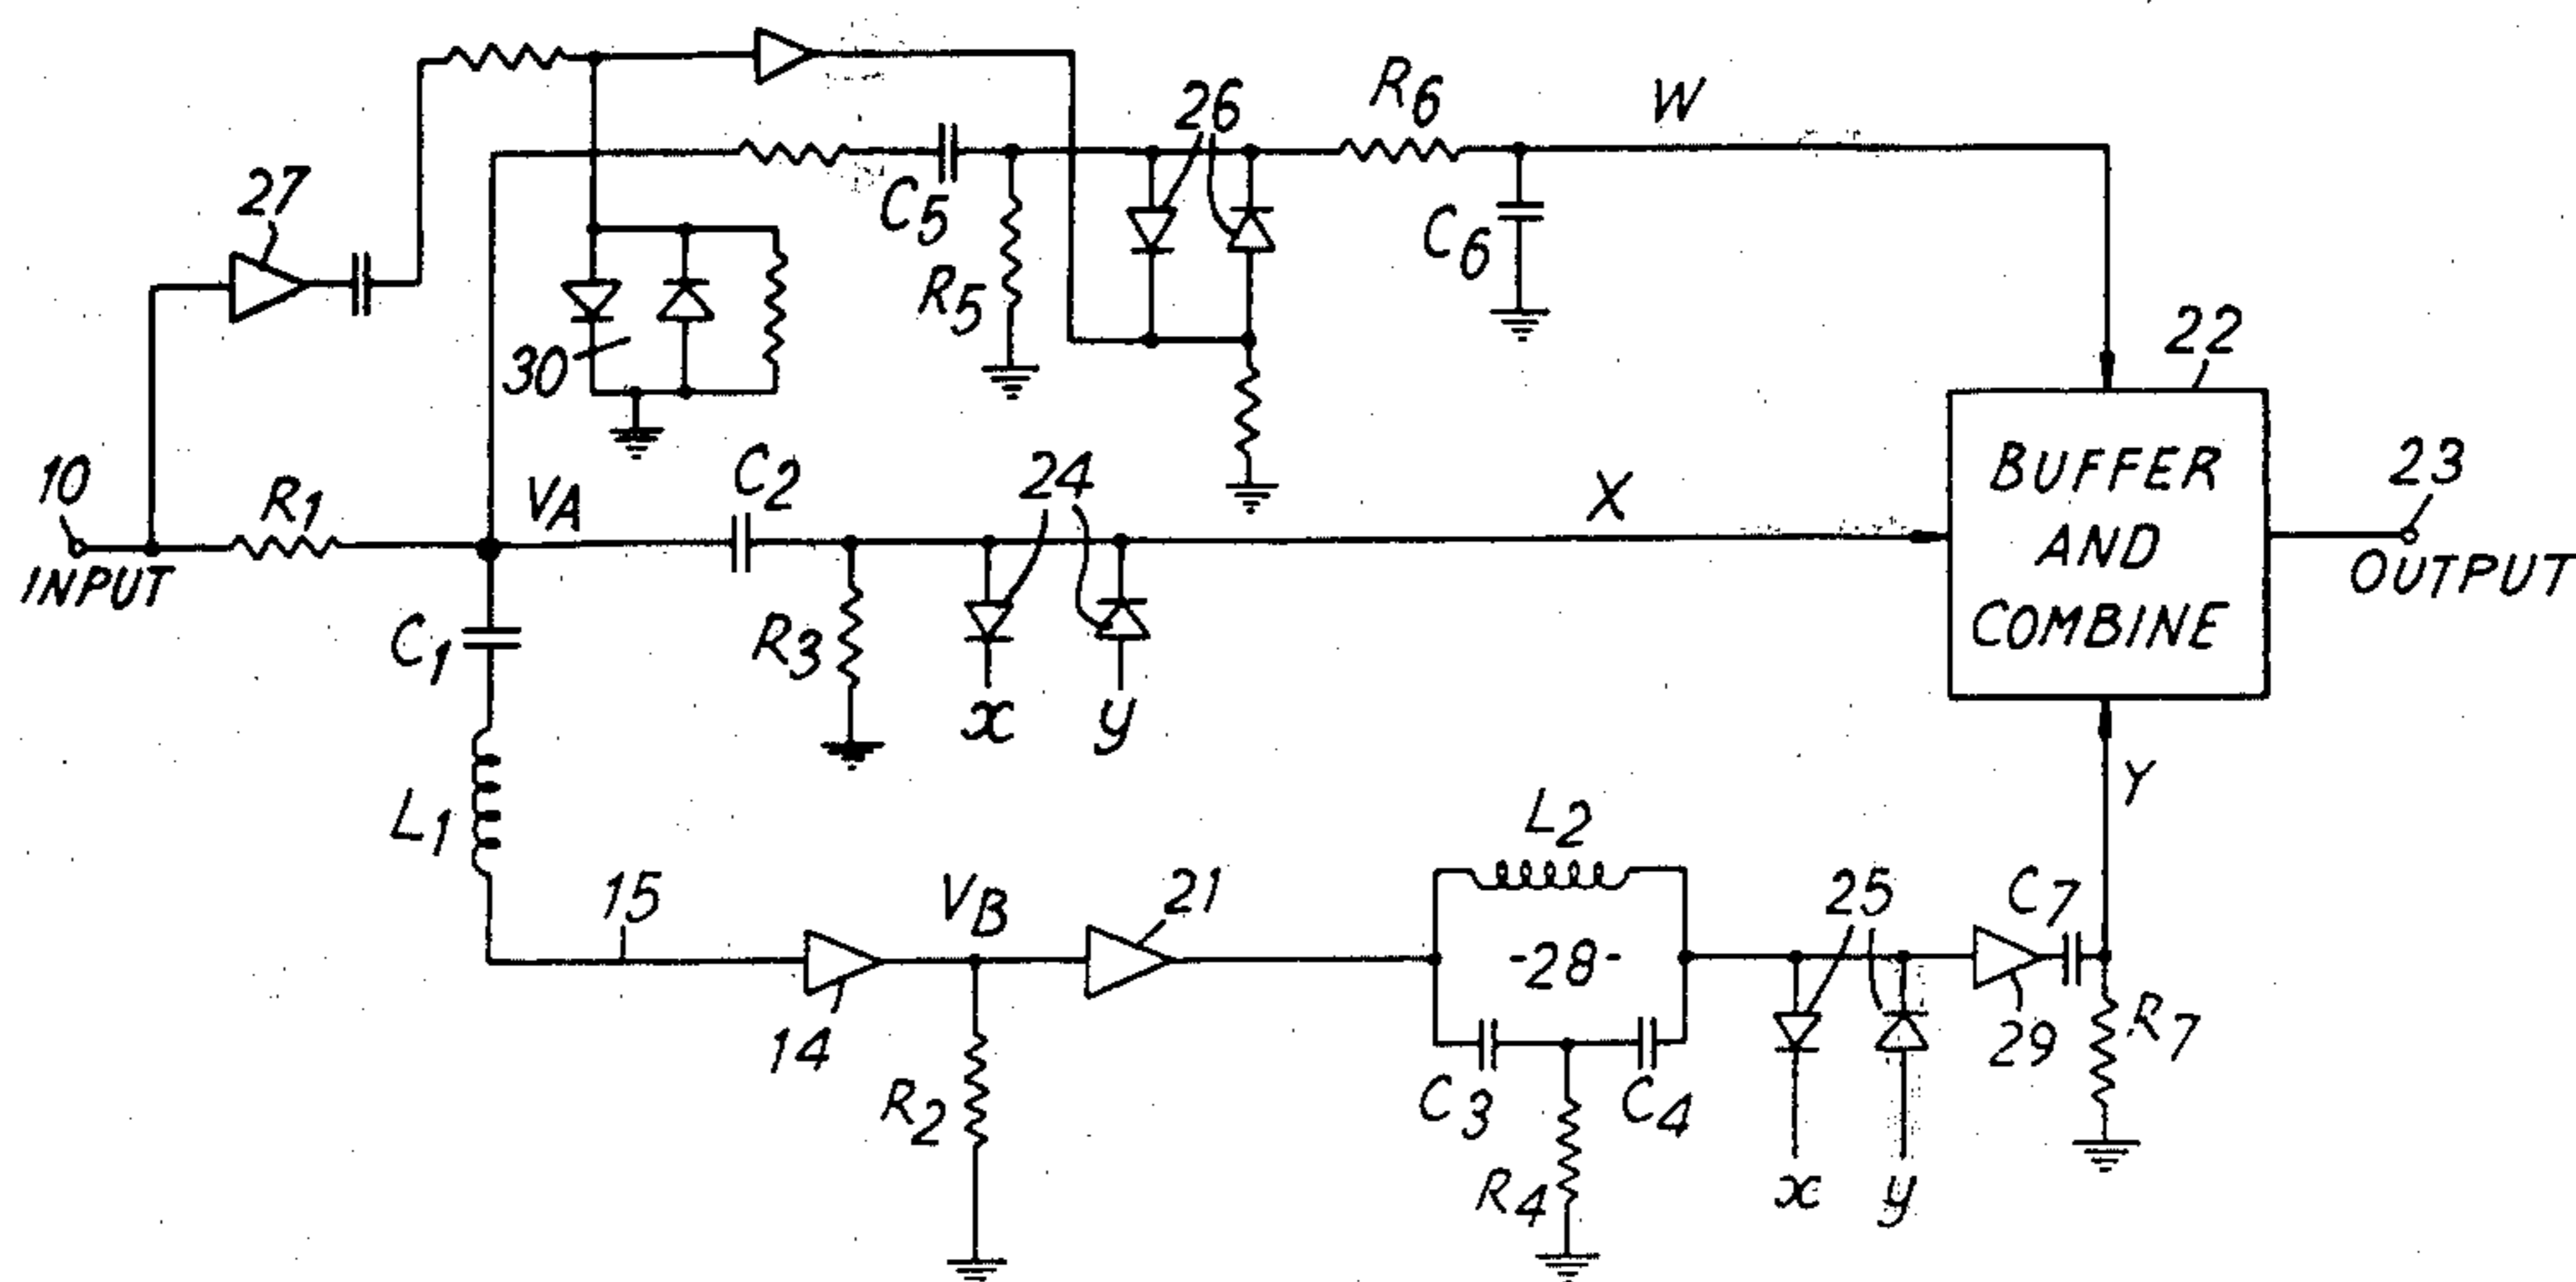 R6
W
26
27
C5
R5
C6
30
22
10
R1
VA
C2
24
X
23
BUFFER
AND
COMBINE
INPUT
OUTPUT
C1
R3
x
y
L1
Y
L2
15
VB
21
25
C7
-28-
14
29
R7
R2
C3
C4
R4
x
y